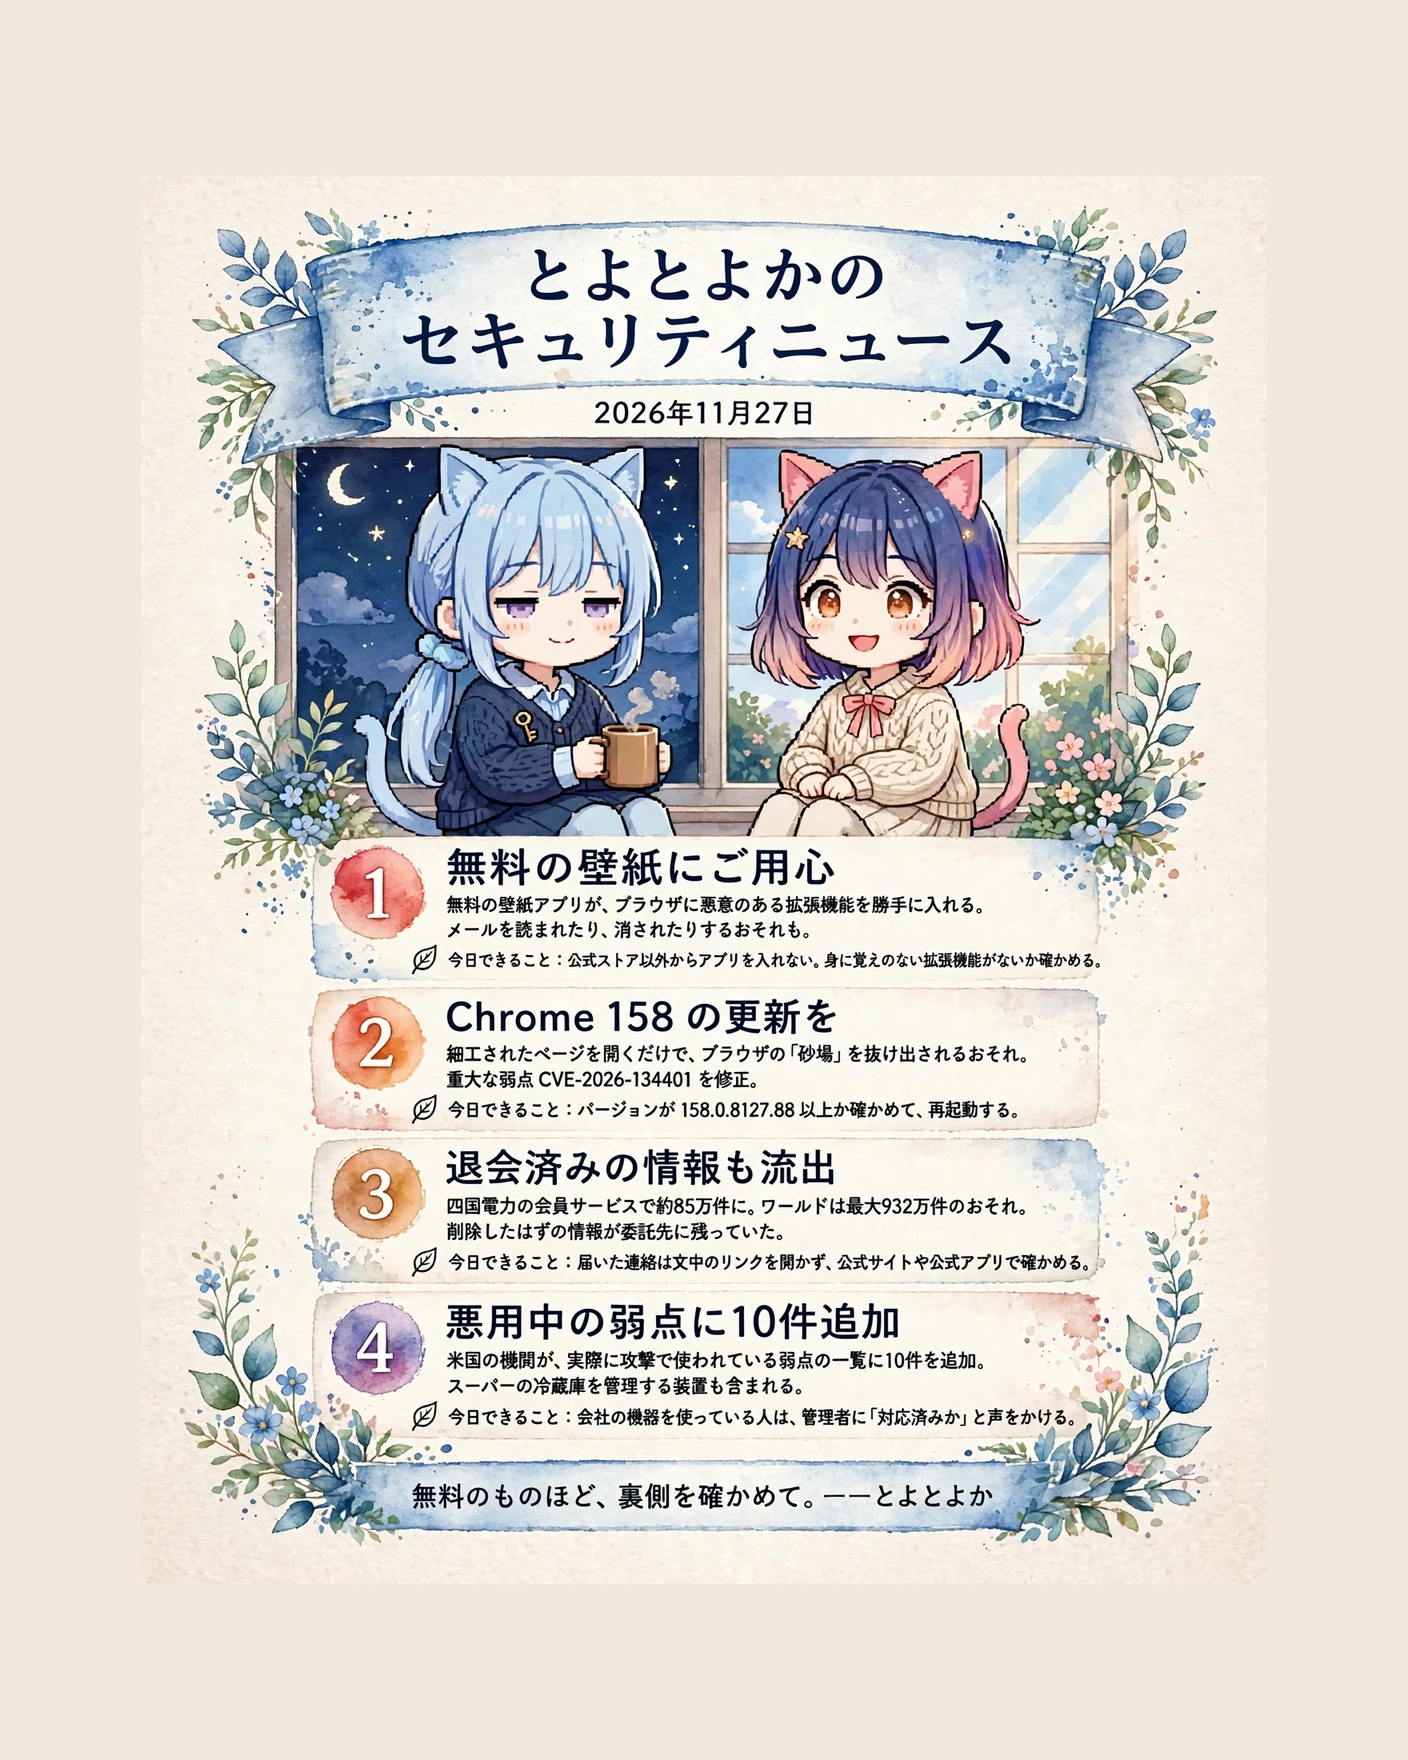 とよとよかの
セキュリティニュース
2026年11月27日
1
無料の壁紙にご用心
無料の壁紙アプリが、ブラウザに悪意のある拡張機能を勝手に入れる。
メールを読まれたり、消されたりするおそれも。
今日できること：公式ストア以外からアプリを入れない。身に覚えのない拡張機能がないか確かめる。
2
Chrome 158 の更新を
細工されたページを開くだけで、ブラウザの「砂場」を抜け出されるおそれ。
重大な弱点 CVE-2026-134401 を修正。
今日できること：バージョンが 158.0.8127.88 以上か確かめて、再起動する。
3
退会済みの情報も流出
四国電力の会員サービスで約85万件に。ワールドは最大932万件のおそれ。
削除したはずの情報が委託先に残っていた。
今日できること：届いた連絡は文中のリンクを開かず、公式サイトや公式アプリで確かめる。
4
悪用中の弱点に10件追加
米国の機関が、実際に攻撃で使われている弱点の一覧に10件を追加。
スーパーの冷蔵庫を管理する装置も含まれる。
今日できること：会社の機器を使っている人は、管理者に「対応済みか」と声をかける。
無料のものほど、裏側を確かめて。――とよとよか